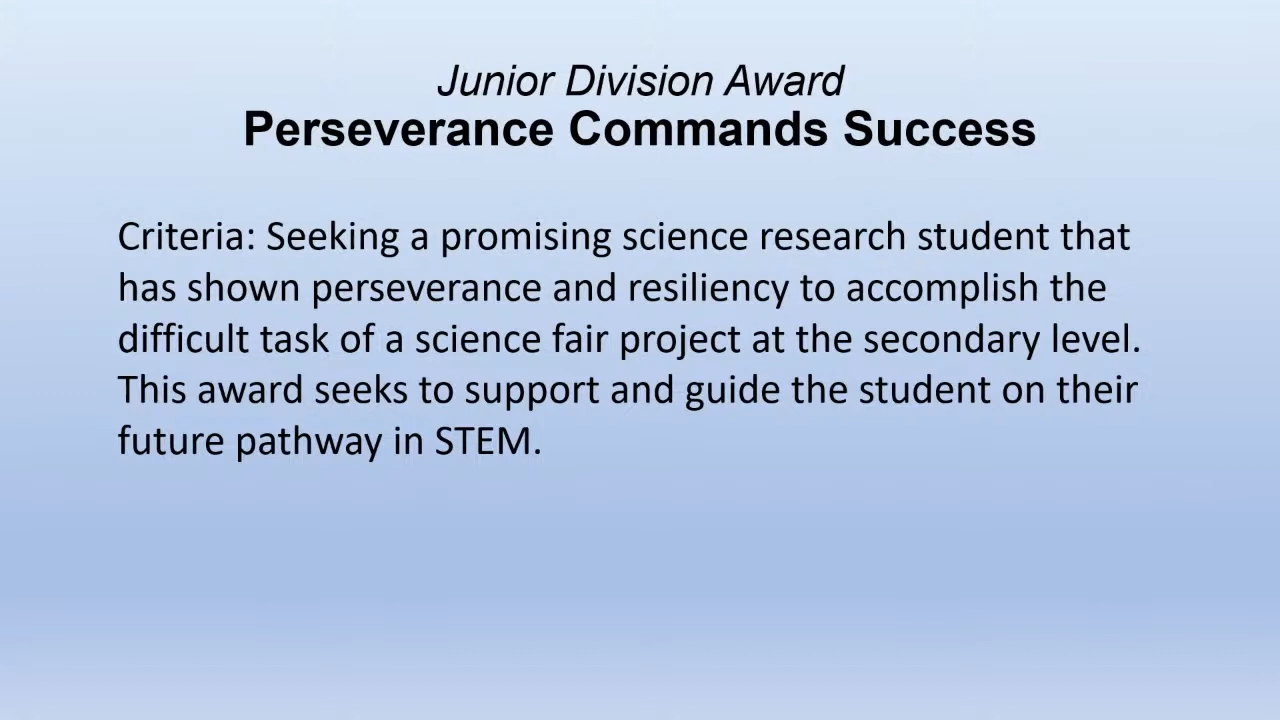 Junior Division Award
Perseverance Commands Success
Criteria: Seeking a promising science research student that
has shown perseverance and resiliency to accomplish the
difficult task of a science fair project at the secondary level.
This award seeks to support and guide the student on their
future pathway in STEM.